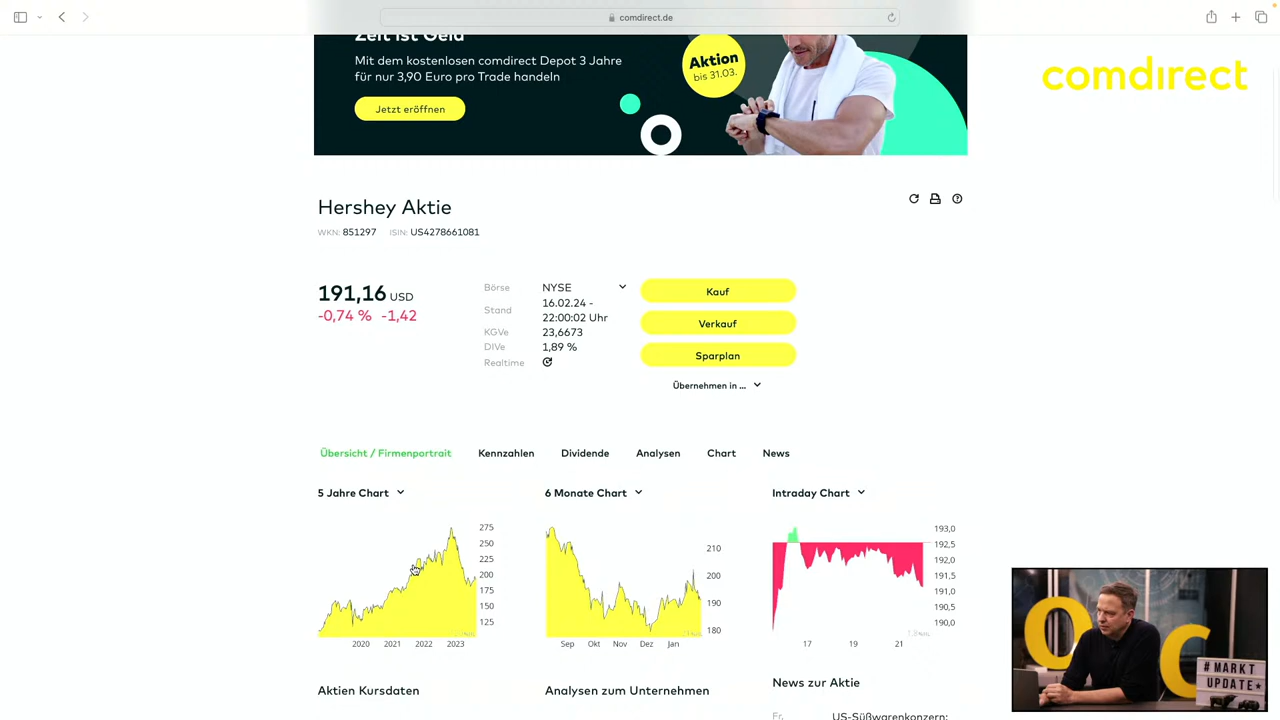 comdirect.de
Zeit ist Geld
Mit dem kostenlosen comdirect Depot 3 Jahre
für nur 3,90 Euro pro Trade handeln
Jetzt eröffnen
Aktion
bis 31.03.
comdirect
Hershey Aktie
WKN: 851297 ISIN: US4278661081
191,16 USD
-0,74 % -1,42
Börse NYSE
Stand 16.02.24 -
22:00:02 Uhr
KGVe 23,6673
DIVe 1,89 %
Realtime
Kauf
Verkauf
Sparplan
Übernehmen in ...
Übersicht / Firmenportrait Kennzahlen Dividende Analysen Chart News
5 Jahre Chart
275
250
225
200
175
150
125
2020 2021 2022 2023
6 Monate Chart
210
200
190
180
Sep Okt Nov Dez Jan
Intraday Chart
193,0
192,5
192,0
191,5
191,0
190,5
190,0
17 19 21
Aktien Kursdaten
Analysen zum Unternehmen
News zur Aktie
Fr. US-Süßwarenkonzern:
O C
#MARKT
UPDATE